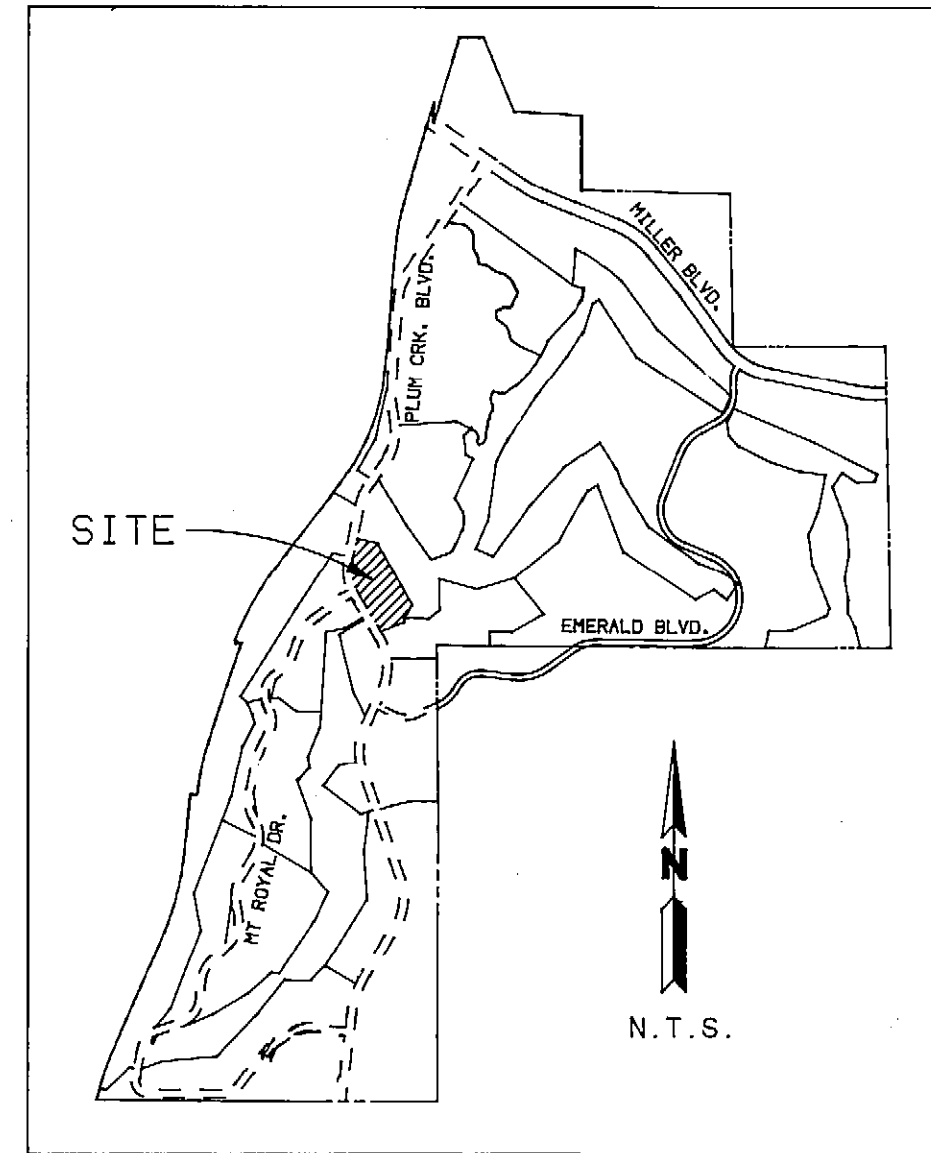 MILLER BLVD.
PLUM CRK. BLVD.
SITE
EMERALD BLVD.
MT ROYAL DR.
N
N.T.S.